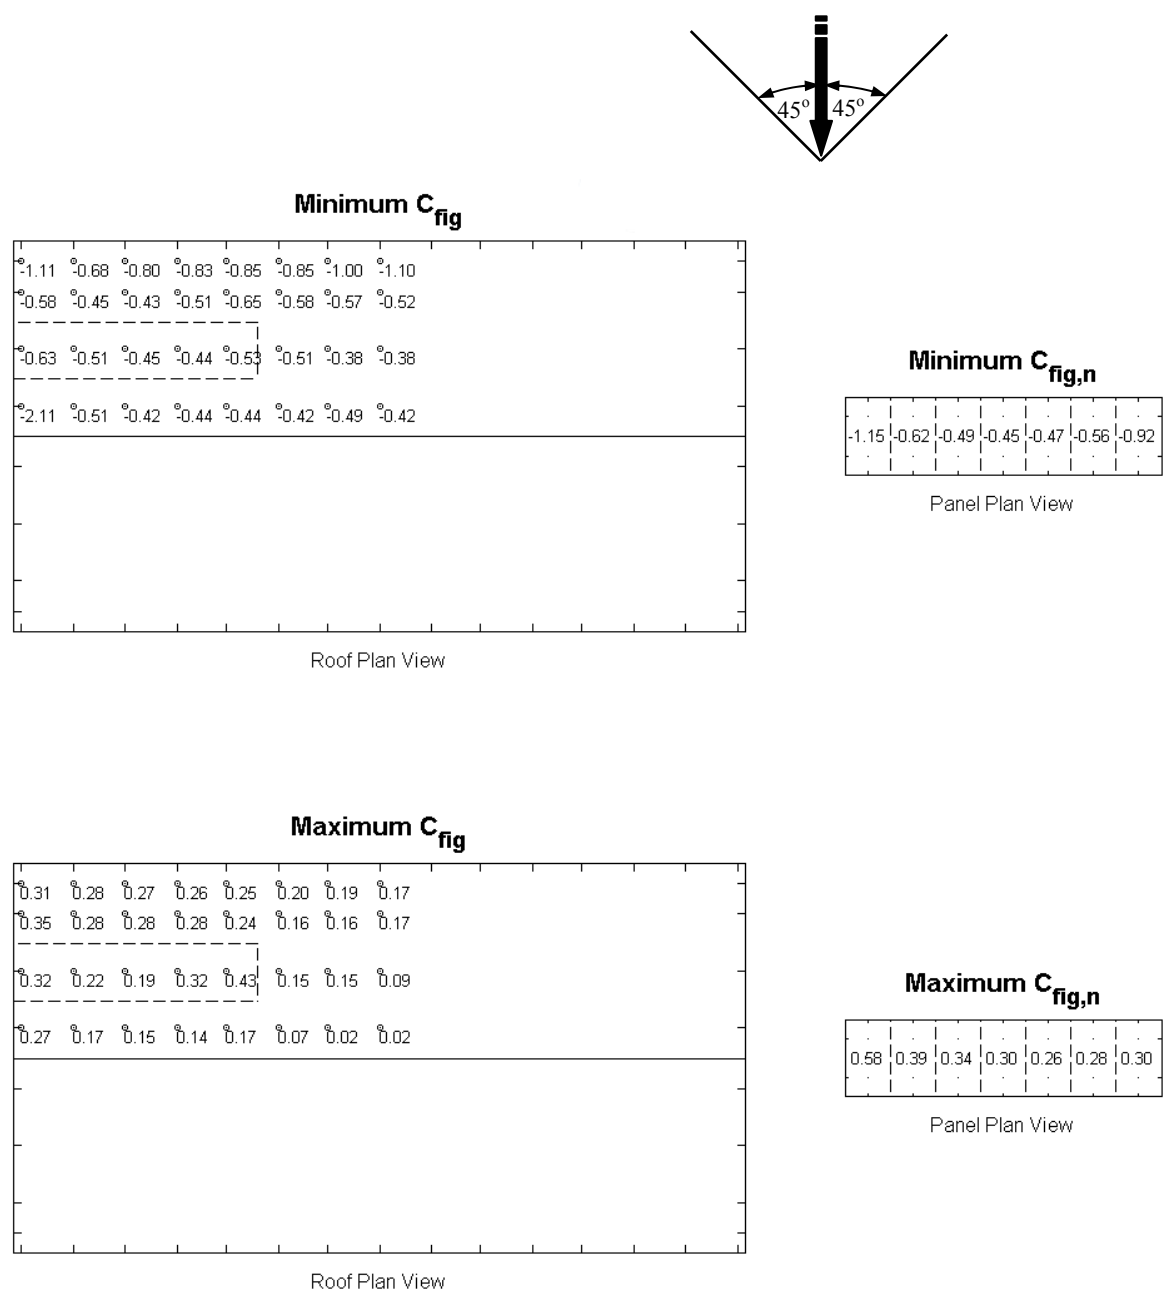 45° 45°
Minimum Cfig
-1.11 -0.68 -0.80 -0.83 -0.85 -0.85 -1.00 -1.10
-0.58 -0.45 -0.43 -0.51 -0.65 -0.58 -0.57 -0.52
-0.63 -0.51 -0.45 -0.44 -0.53 -0.51 -0.38 -0.38
-2.11 -0.51 -0.42 -0.44 -0.44 -0.42 -0.49 -0.42
Roof Plan View
Minimum Cfig,n
-1.15 -0.62 -0.49 -0.45 -0.47 -0.56 -0.92
Panel Plan View
Maximum Cfig
0.31 0.28 0.27 0.26 0.25 0.20 0.19 0.17
0.35 0.28 0.28 0.28 0.24 0.16 0.16 0.17
0.32 0.22 0.19 0.32 0.43 0.15 0.15 0.09
0.27 0.17 0.15 0.14 0.17 0.07 0.02 0.02
Roof Plan View
Maximum Cfig,n
0.58 0.39 0.34 0.30 0.26 0.28 0.30
Panel Plan View